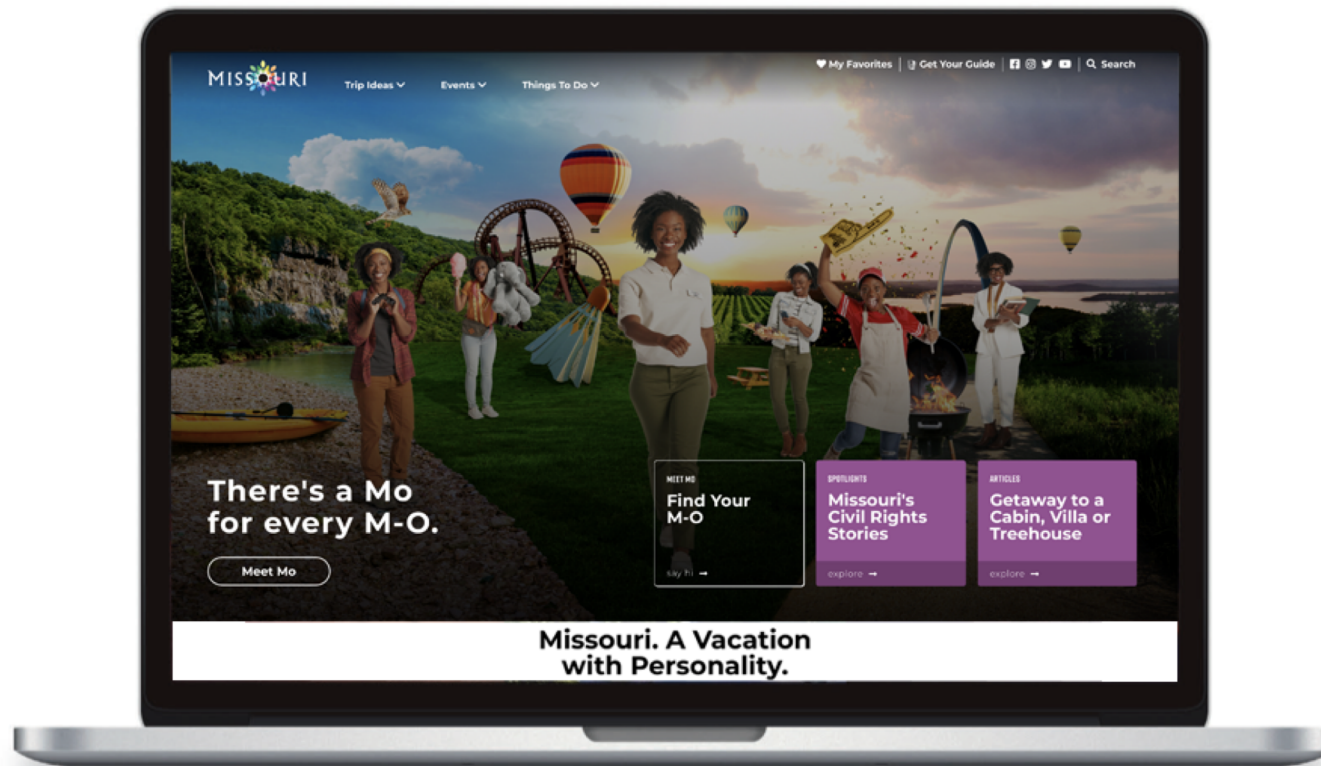 MISSOURI
Trip Ideas
Events
Things To Do
My Favorites
Get Your Guide
Search
There's a Mo
for every M-O.
Meet Mo
MEET MO
Find Your
M-O
say hi
SPOTLIGHTS
Missouri's
Civil Rights
Stories
explore
ARTICLES
Getaway to a
Cabin, Villa or
Treehouse
explore
Missouri. A Vacation
with Personality.